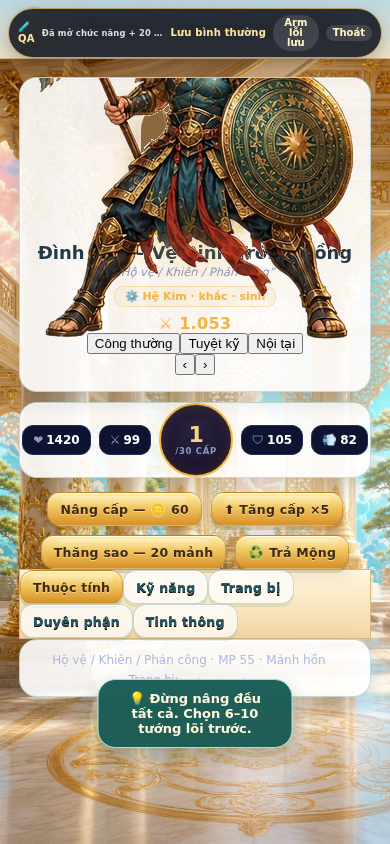 🧪 QA
Đã mở chức năng + 20 …
Lưu bình thường
Arm lỗi lưu
Thoát
Đình
Hộ vệ / Khiên / Phản
⚙️ Hệ Kim · khắc · sinh
⚔ 1.053
Công thường Tuyệt kỹ Nội tại
‹ ›
❤ 1420
⚔ 99
1
/30 CẤP
🛡 105
💨 82
Nâng cấp — 🪙 60
⬆ Tăng cấp ×5
Thăng sao — 20 mảnh
♻️ Trả Mộng
Thuộc tính Kỹ năng Trang bị
Duyên phận Tinh thông
Hộ vệ / Khiên / Phản công · MP 55 · Mảnh hồn
Trang bị:
💡 Đừng nâng đều
tất cả. Chọn 6–10
tướng lõi trước.